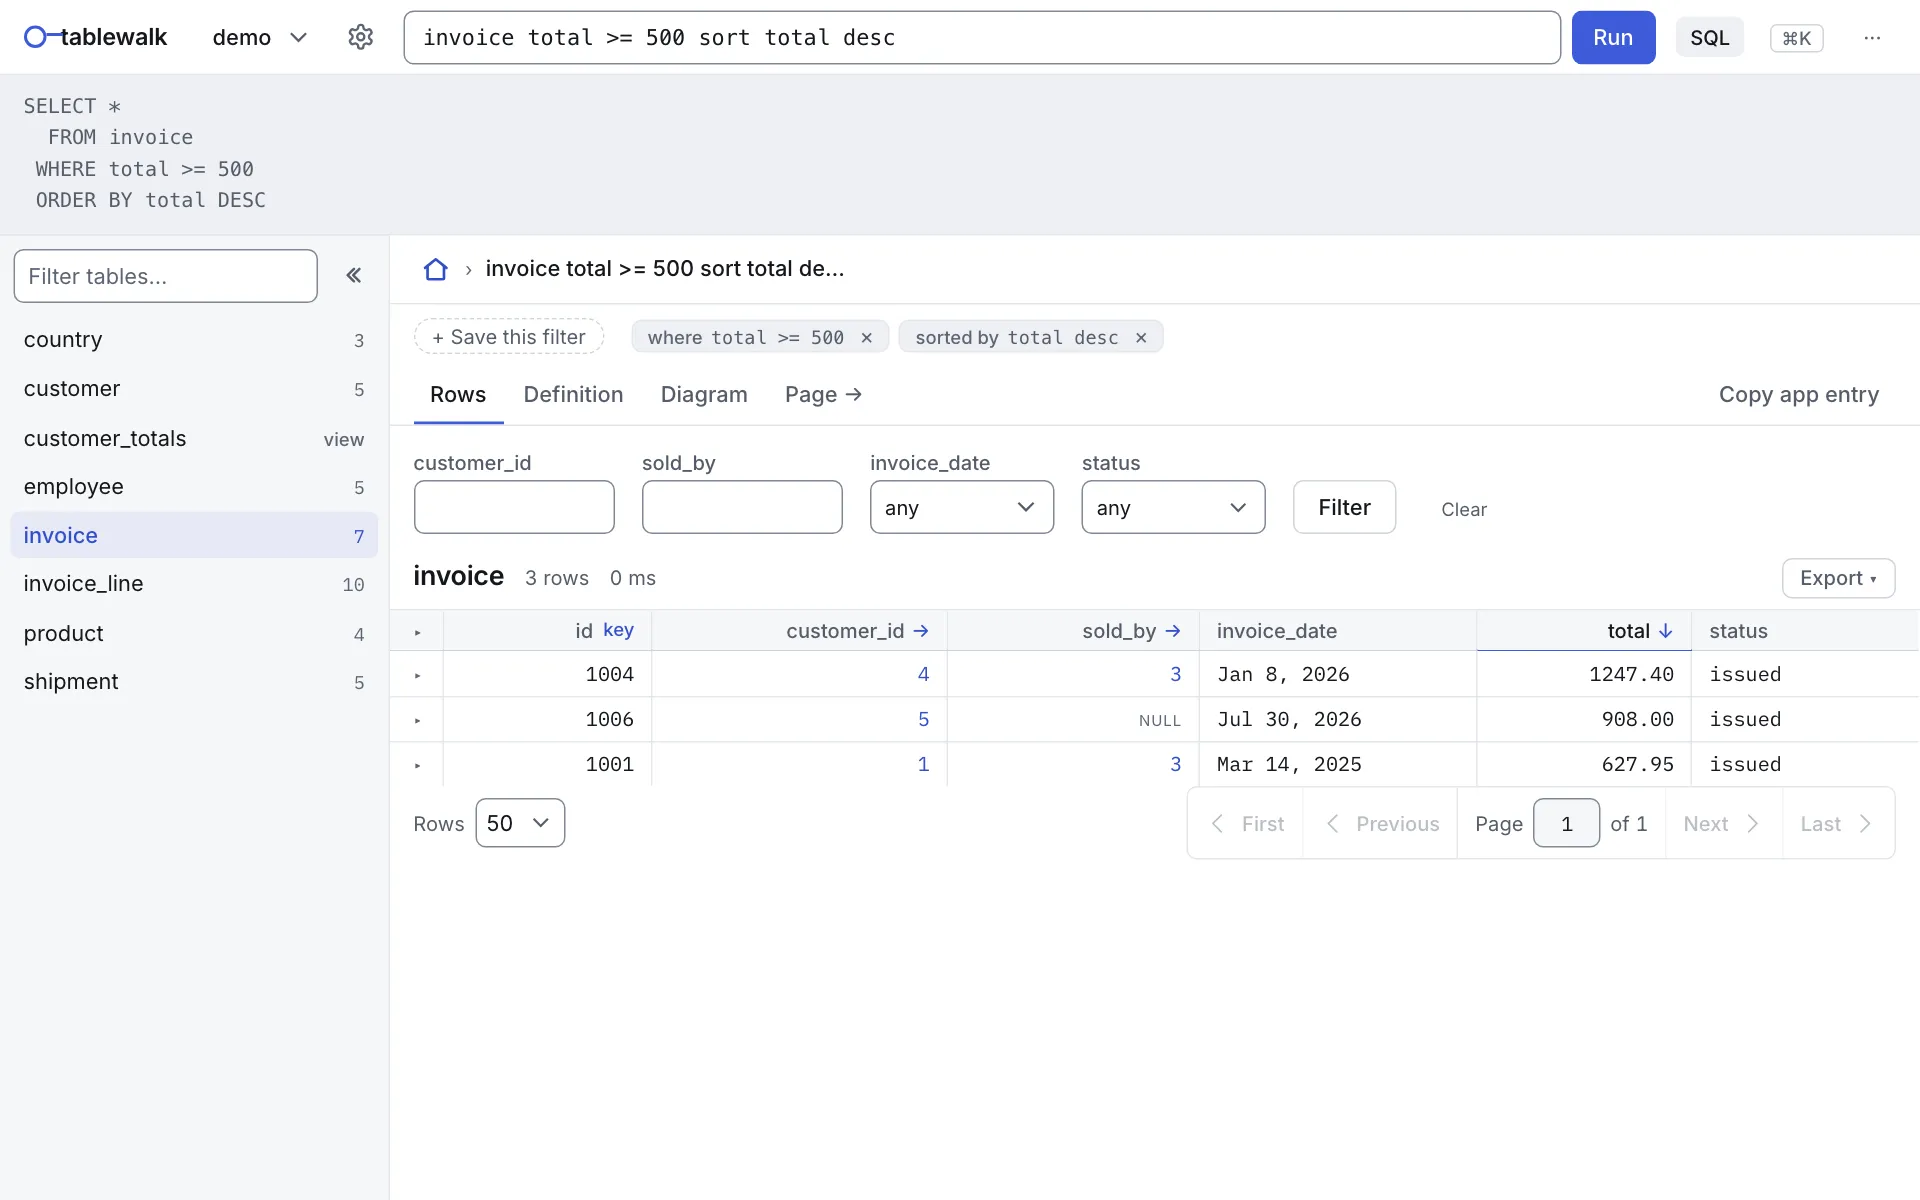 tablewalk demo invoice total >= 500 sort total desc Run SQL ⌘K ...
SELECT *
FROM invoice
WHERE total >= 500
ORDER BY total DESC
Filter tables...
country 3
customer 5
customer_totals view
employee 5
invoice 7
invoice_line 10
product 4
shipment 5
› invoice total >= 500 sort total de...
+ Save this filter where total >= 500 × sorted by total desc ×
Rows Definition Diagram Page → Copy app entry
customer_id sold_by invoice_date status
any any Filter Clear
invoice 3 rows 0 ms Export ▾
▸ id key customer_id → sold_by → invoice_date total ↓ status
▸ 1004 4 3 Jan 8, 2026 1247.40 issued
▸ 1006 5 NULL Jul 30, 2026 908.00 issued
▸ 1001 1 3 Mar 14, 2025 627.95 issued
Rows 50 First Previous Page 1 of 1 Next Last